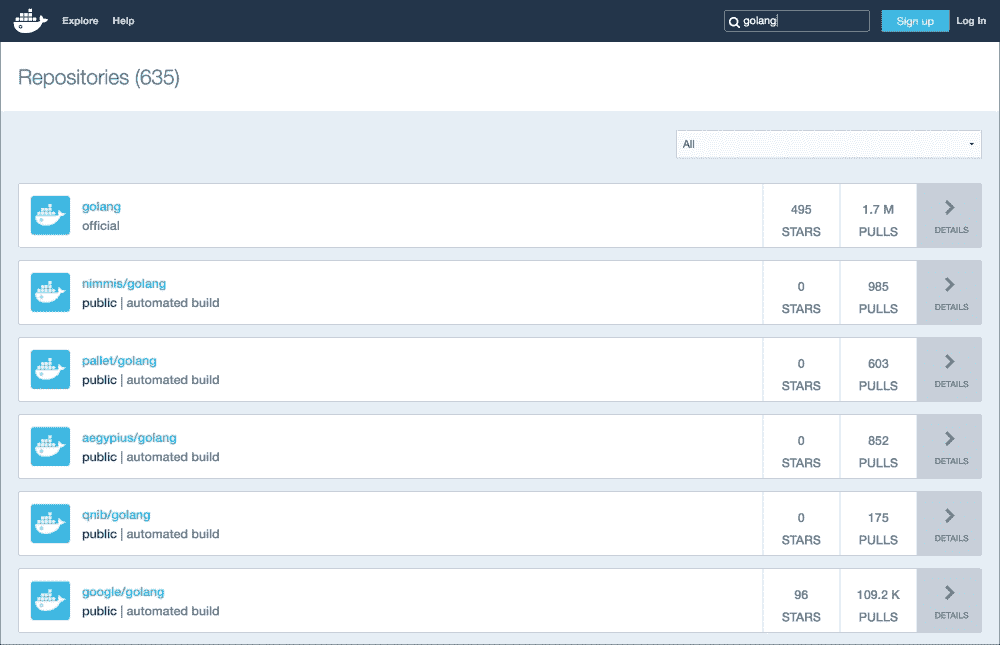 Explore Help golang Sign up Log In
Repositories (635)
All
golang
official
495 STARS
1.7 M PULLS
DETAILS
nimmis/golang
public | automated build
0 STARS
985 PULLS
DETAILS
pallet/golang
public | automated build
0 STARS
603 PULLS
DETAILS
aegypius/golang
public | automated build
0 STARS
852 PULLS
DETAILS
qnib/golang
public | automated build
0 STARS
175 PULLS
DETAILS
google/golang
public | automated build
96 STARS
109.2 K PULLS
DETAILS